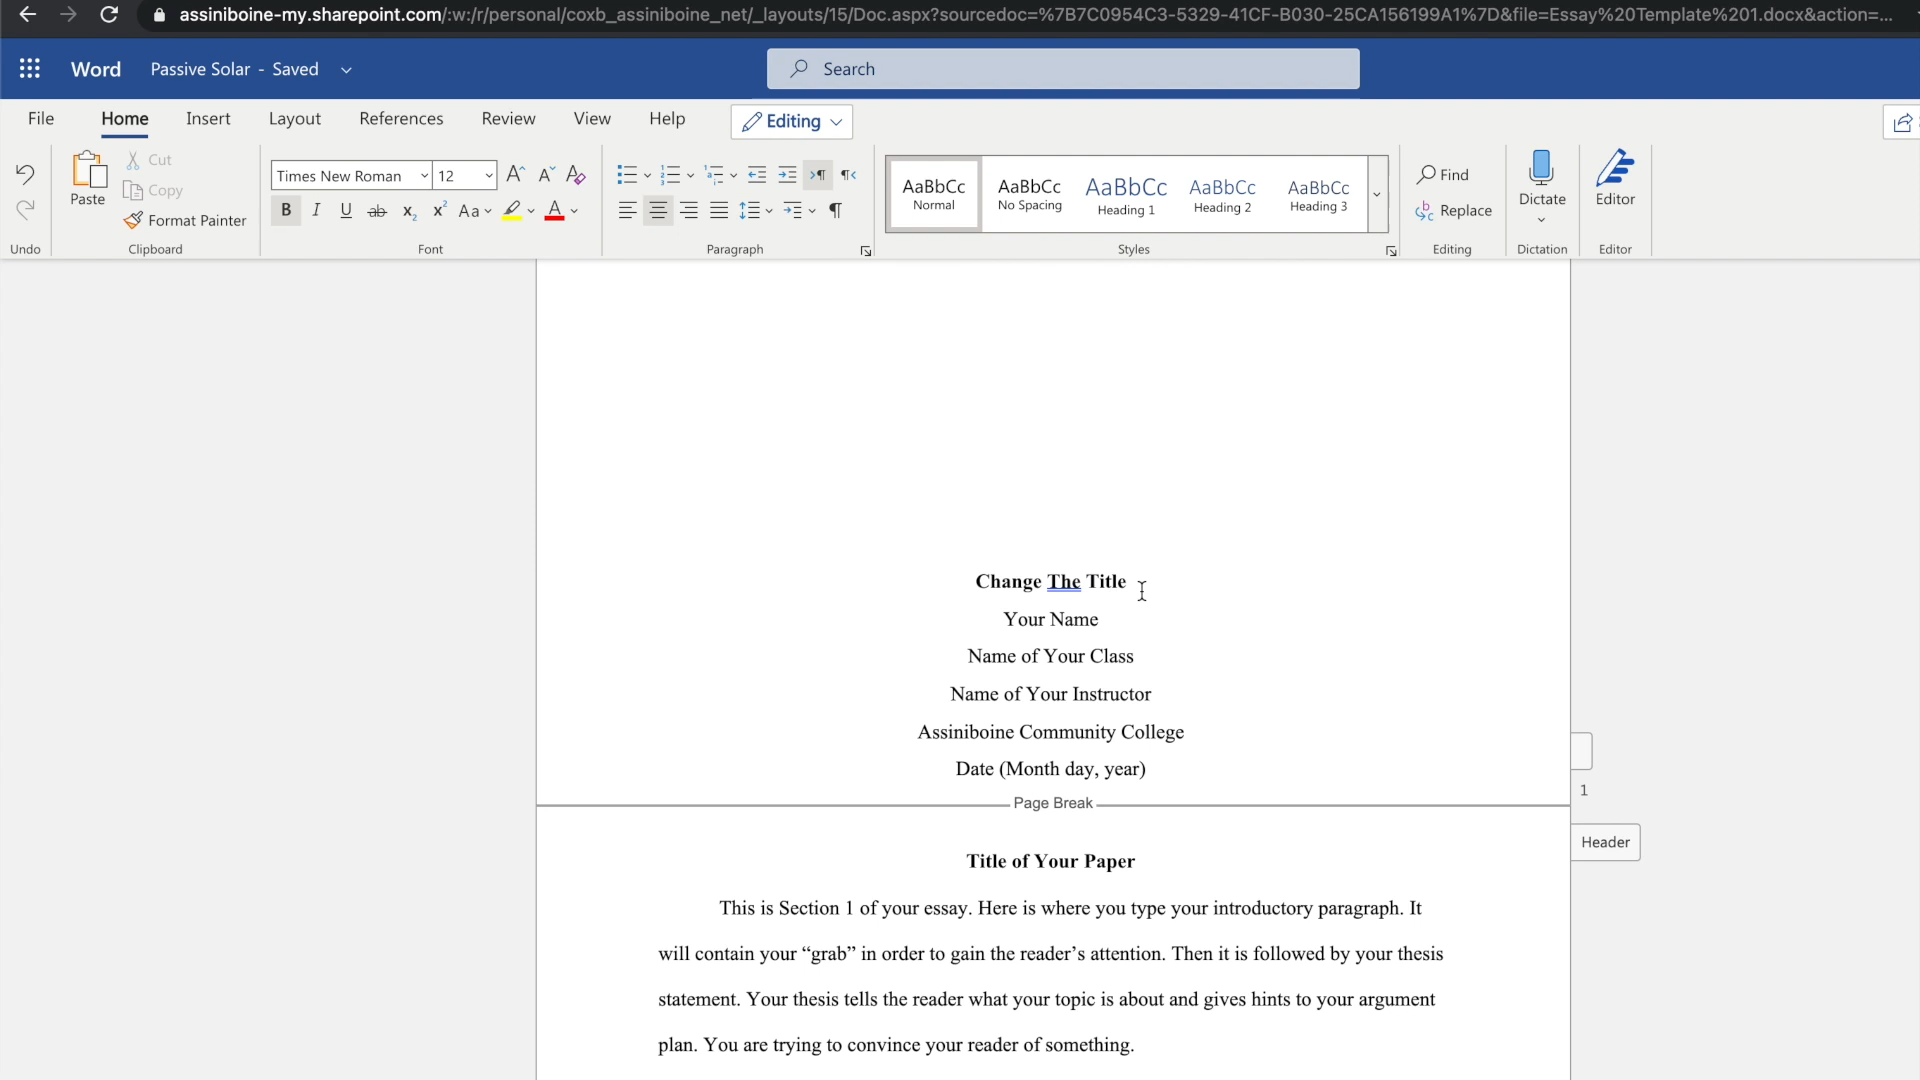 assiniboine-my.sharepoint.com/:w:/r/personal/coxb_assiniboine_net/_layouts/15/Doc.aspx?sourcedoc=%7B7C0954C3-5329-41CF-B030-25CA156199A1%7D&file=Essay%20Template%201.docx&action=...
Word Passive Solar - Saved
Search
File Home Insert Layout References Review View Help Editing
Paste Cut Copy Format Painter
Times New Roman 12
AaBbCc AaBbCc AaBbCc AaBbCc AaBbCc
Normal No Spacing Heading 1 Heading 2 Heading 3
Find
Replace
Dictate
Editor
Undo Clipboard Font Paragraph Styles Editing Dictation Editor
Change The Title
Your Name
Name of Your Class
Name of Your Instructor
Assiniboine Community College
Date (Month day, year)
1
Page Break
Header
Title of Your Paper
This is Section 1 of your essay. Here is where you type your introductory paragraph. It
will contain your “grab” in order to gain the reader’s attention. Then it is followed by your thesis
statement. Your thesis tells the reader what your topic is about and gives hints to your argument
plan. You are trying to convince your reader of something.